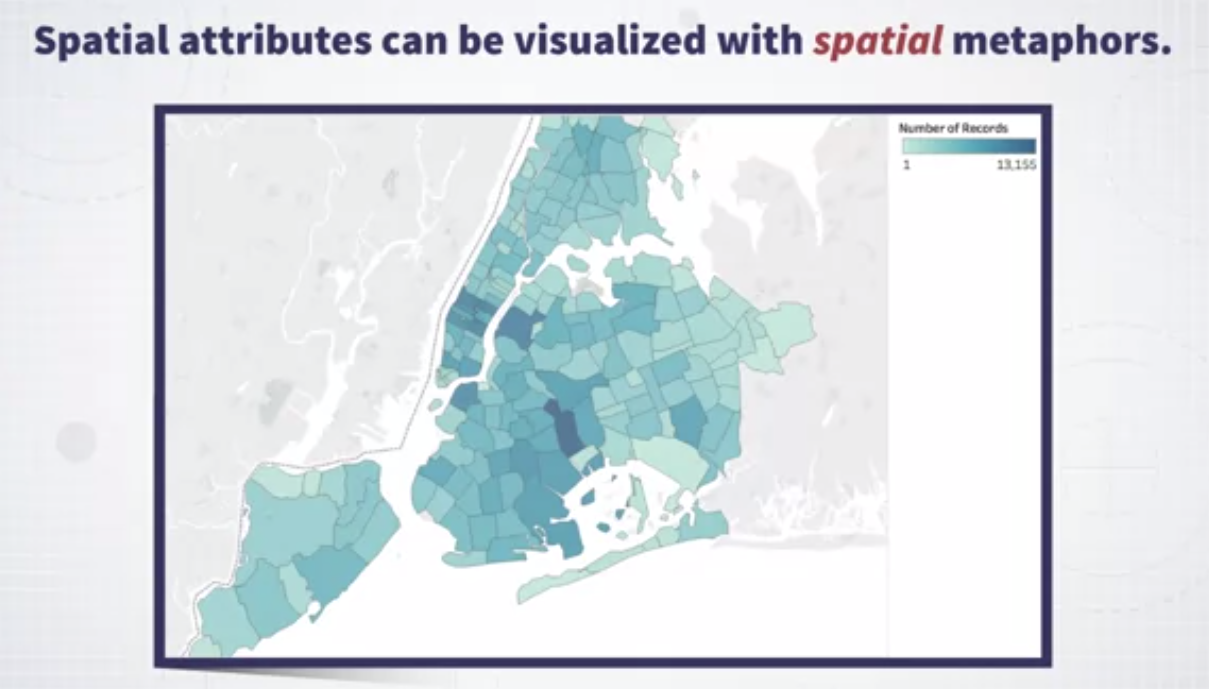 Spatial attributes can be visualized with spatial metaphors.
Number of Records
1 13,155